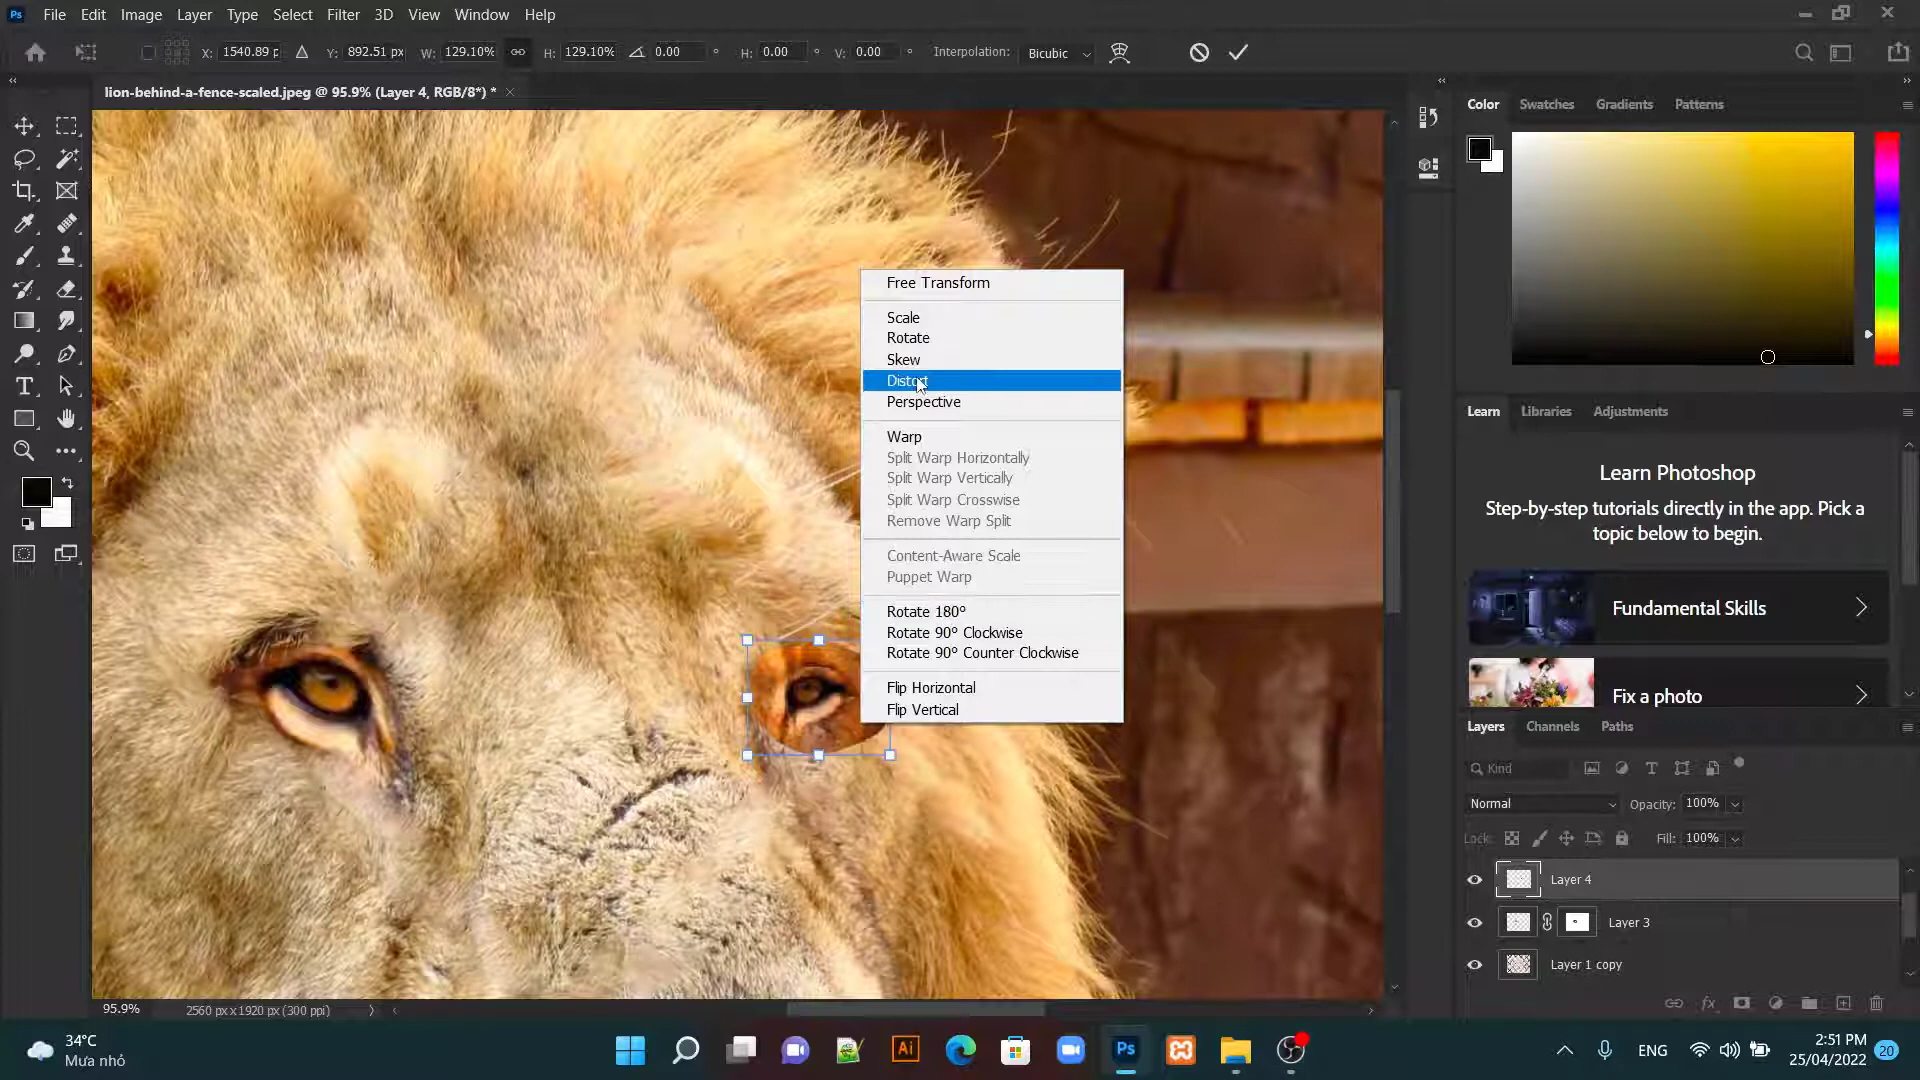 Ps File Edit Image Layer Type Select Filter 3D View Window Help
X: 1540.89 p Y: 892.51 px W: 129.10% H: 129.10% 0.00 ° H: 0.00 ° V: 0.00 ° Interpolation: Bicubic
lion-behind-a-fence-scaled.jpeg @ 95.9% (Layer 4, RGB/8*) *
Color Swatches Gradients Patterns
Free Transform
Scale
Rotate
Skew
Distort
Perspective
Warp
Split Warp Horizontally
Split Warp Vertically
Split Warp Crosswise
Remove Warp Split
Content-Aware Scale
Puppet Warp
Rotate 180°
Rotate 90° Clockwise
Rotate 90° Counter Clockwise
Flip Horizontal
Flip Vertical
Learn Libraries Adjustments
Learn Photoshop
Step-by-step tutorials directly in the app. Pick a
topic below to begin.
Fundamental Skills
Fix a photo
Layers Channels Paths
Kind
Normal Opacity: 100%
Lock: Fill: 100%
Layer 4
Layer 3
Layer 1 copy
95.9% 2560 px x 1920 px (300 ppi)
34°C
Mưa nhỏ
Ai Ps
ENG
2:51 PM
25/04/2022
20